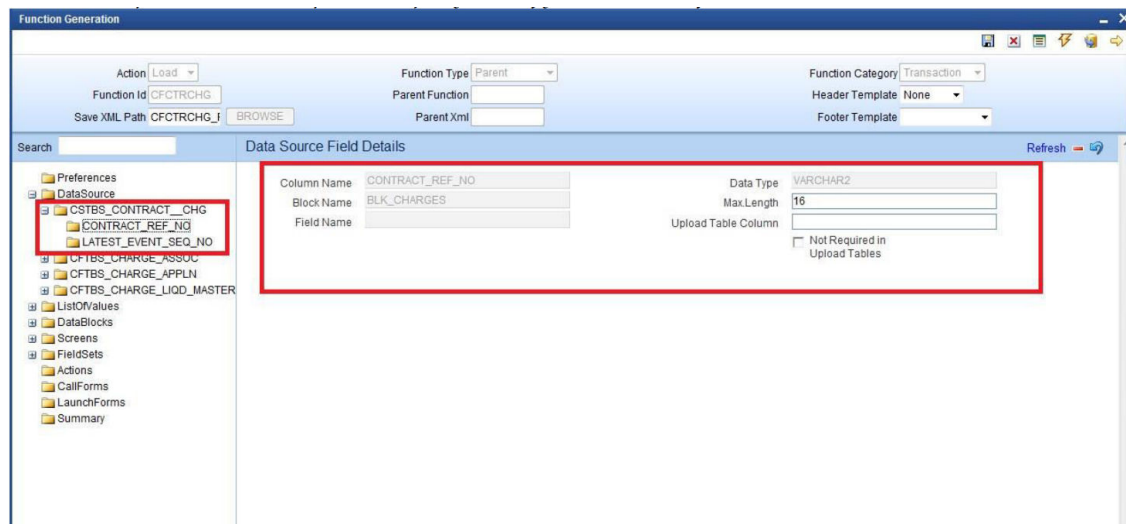 Function Generation
Action Load Function Type Parent Function Category Transaction
Function Id CFCTRCHG Parent Function Header Template None
Save XML Path CFCTRCHG_F BROWSE Parent Xml Footer Template
Search Data Source Field Details Refresh
Preferences
DataSource
CSTBS_CONTRACT__CHG
CONTRACT_REF_NO
LATEST_EVENT_SEQ_NO
CFTBS_CHARGE_ASSOC
CFTBS_CHARGE_APPLN
CFTBS_CHARGE_LIQD_MASTER
ListOfValues
DataBlocks
Screens
FieldSets
Actions
CallForms
LaunchForms
Summary
Column Name CONTRACT_REF_NO Data Type VARCHAR2
Block Name BLK_CHARGES Max.Length 16
Field Name Upload Table Column
Not Required in
Upload Tables